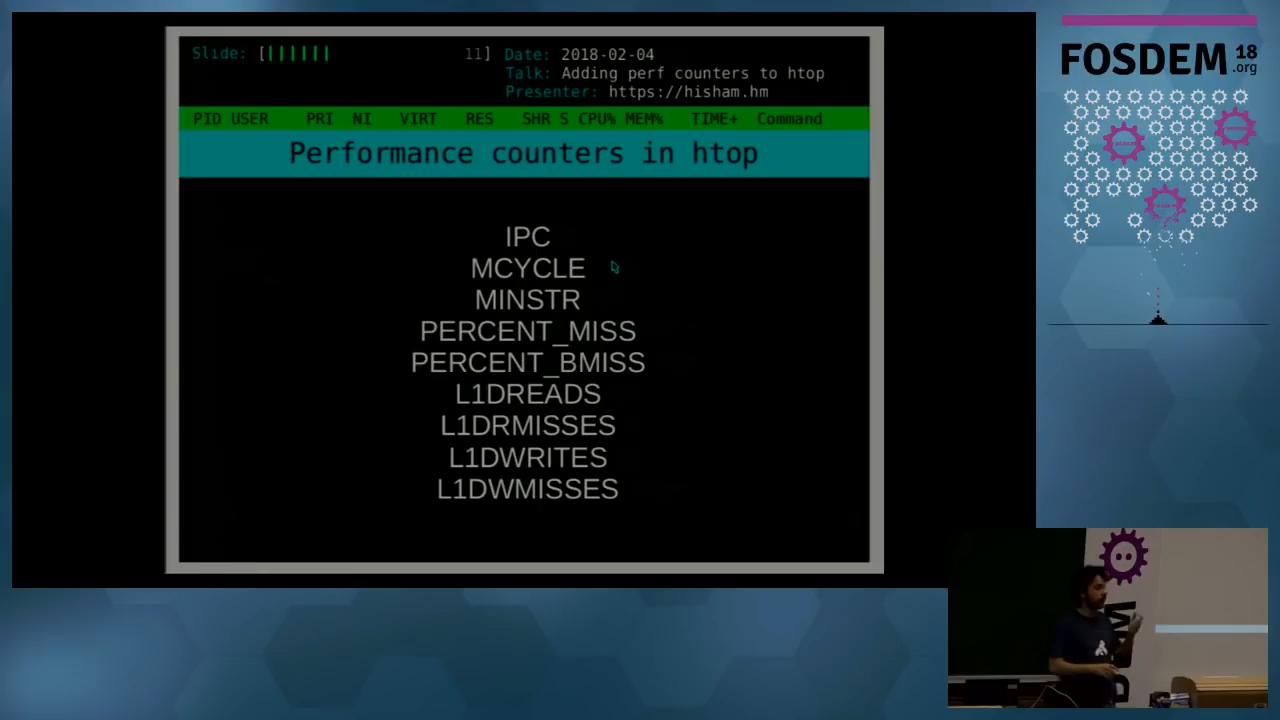 Slide: [|||||| 11]
Date: 2018-02-04
Talk: Adding perf counters to htop
Presenter: https://hisham.hm
PID USER PRI NI VIRT RES SHR S CPU% MEM% TIME+ Command
Performance counters in htop
IPC
MCYCLE
MINSTR
PERCENT_MISS
PERCENT_BMISS
L1DREADS
L1DRMISSES
L1DWRITES
L1DWMISSES
FOSDEM 18
.org